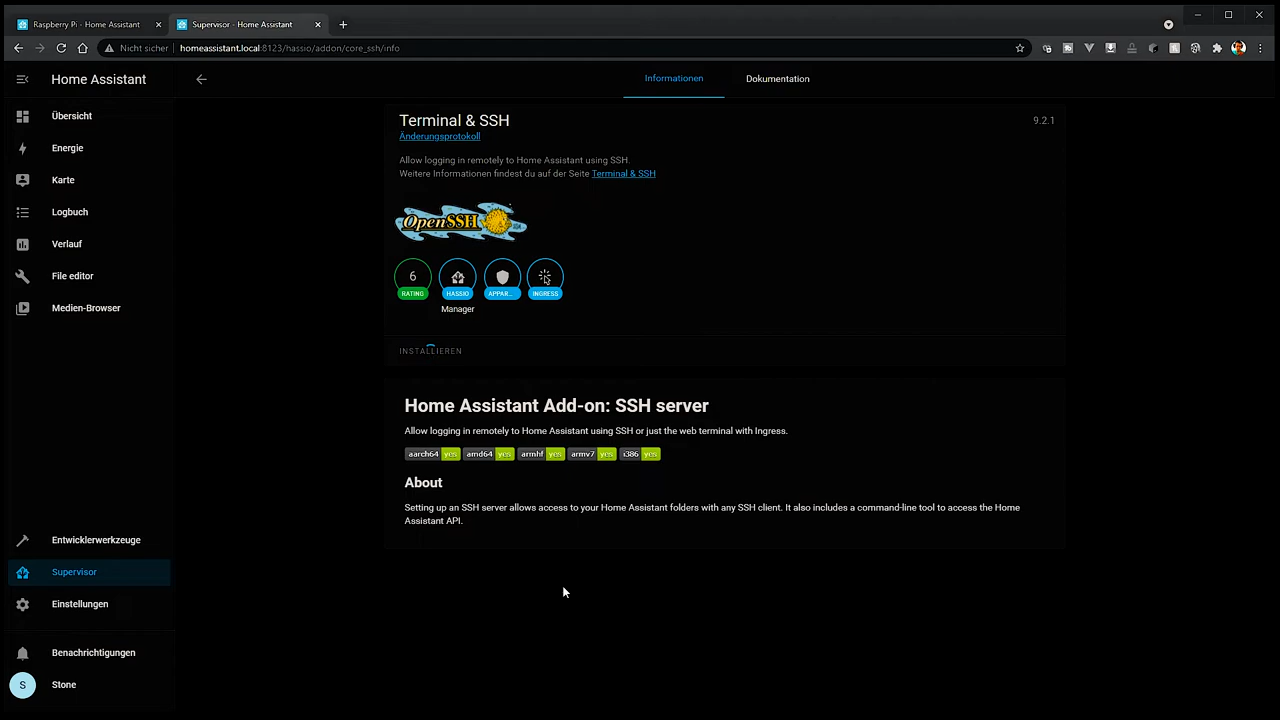 Raspberry Pi - Home Assistant
Supervisor - Home Assistant
Nicht sicher
homeassistant.local:8123/hassio/addon/core_ssh/info
Home Assistant
Informationen
Dokumentation
Übersicht
Energie
Karte
Logbuch
Verlauf
File editor
Medien-Browser
Entwicklerwerkzeuge
Supervisor
Einstellungen
Benachrichtigungen
S
Stone
Terminal & SSH
9.2.1
Änderungsprotokoll
Allow logging in remotely to Home Assistant using SSH.
Weitere Informationen findest du auf der Seite Terminal & SSH
OpenSSH
6
RATING
HASSIO
APPAR...
INGRESS
Manager
INSTALLIEREN
Home Assistant Add-on: SSH server
Allow logging in remotely to Home Assistant using SSH or just the web terminal with Ingress.
aarch64 yes amd64 yes armhf yes armv7 yes i386 yes
About
Setting up an SSH server allows access to your Home Assistant folders with any SSH client. It also includes a command-line tool to access the Home
Assistant API.